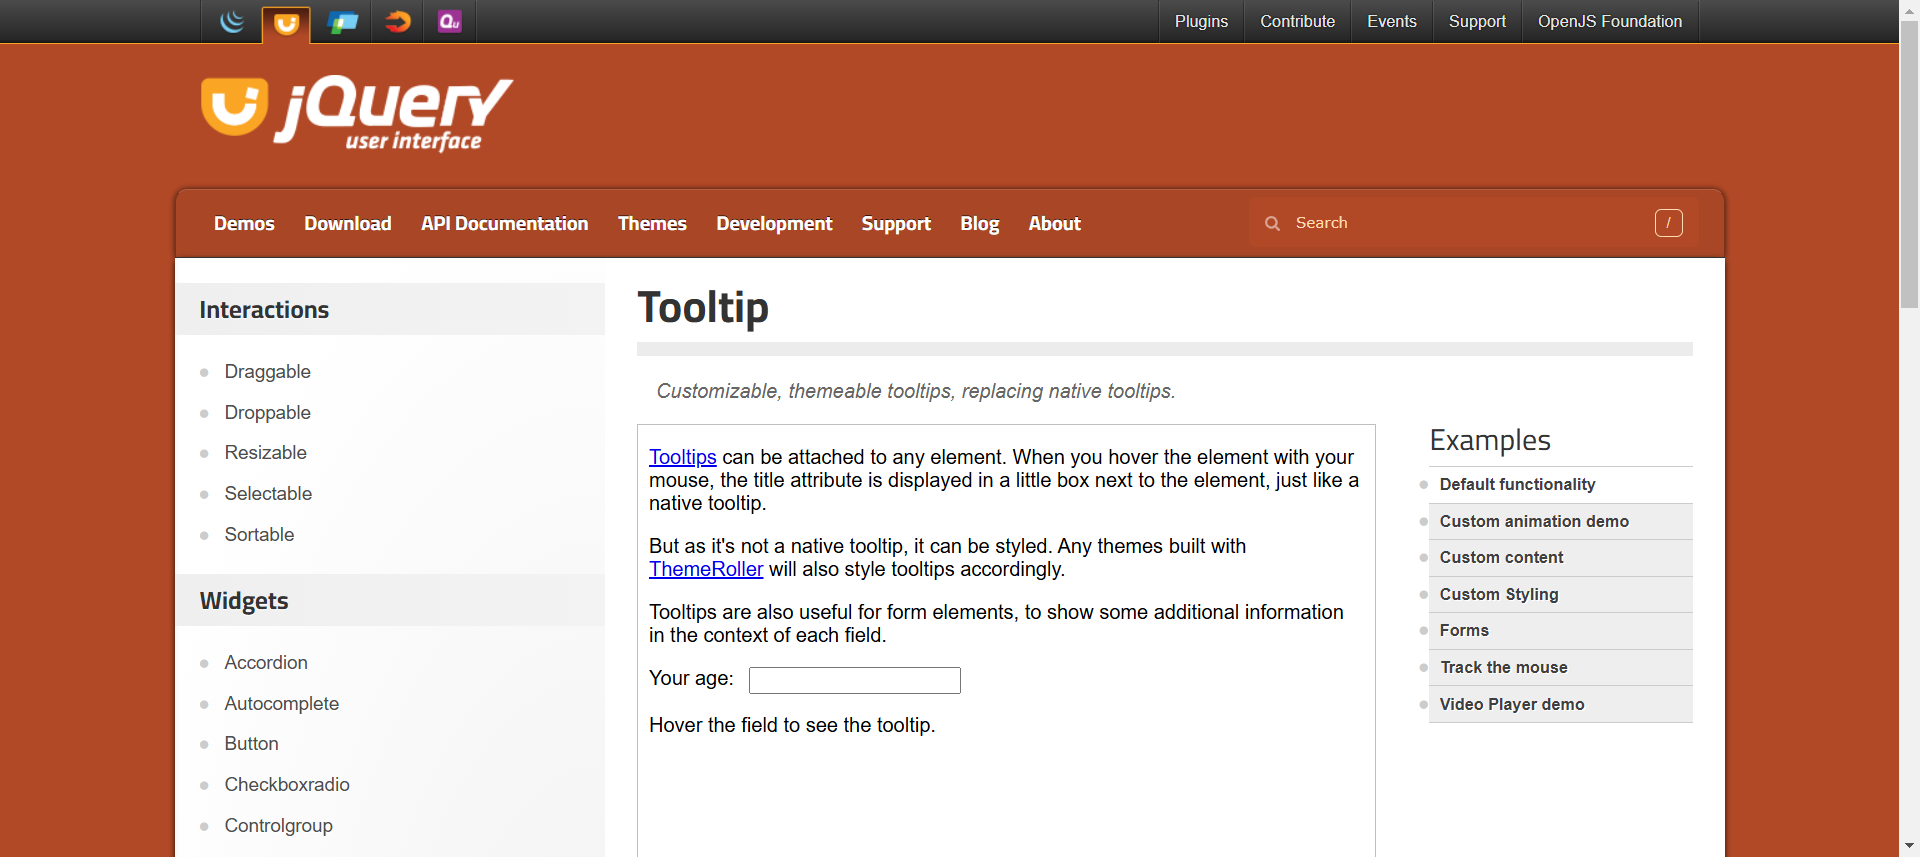 Qu
Plugins
Contribute
Events
Support
OpenJS Foundation
jQuery
user interface
Demos
Download
API Documentation
Themes
Development
Support
Blog
About
Search
/
Interactions
Draggable
Droppable
Resizable
Selectable
Sortable
Widgets
Accordion
Autocomplete
Button
Checkboxradio
Controlgroup
Tooltip
Customizable, themeable tooltips, replacing native tooltips.
Tooltips can be attached to any element. When you hover the element with your
mouse, the title attribute is displayed in a little box next to the element, just like a
native tooltip.
But as it's not a native tooltip, it can be styled. Any themes built with
ThemeRoller will also style tooltips accordingly.
Tooltips are also useful for form elements, to show some additional information
in the context of each field.
Your age:
Hover the field to see the tooltip.
Examples
Default functionality
Custom animation demo
Custom content
Custom Styling
Forms
Track the mouse
Video Player demo